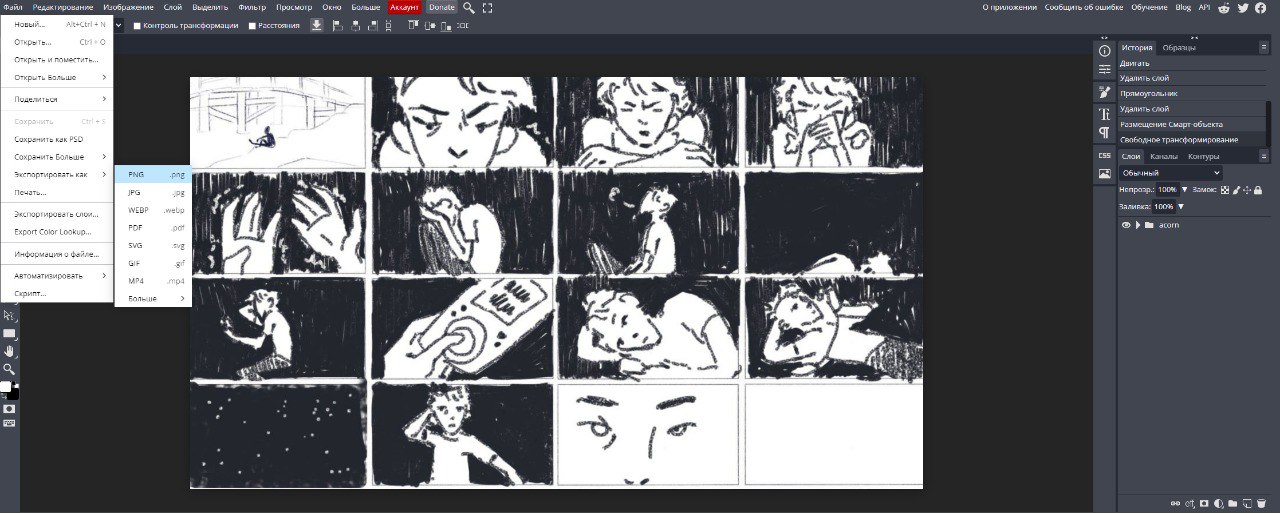 Файл Редактирование Изображение Слой Выделить Фильтр Просмотр Окно Больше Аккаунт Donate О приложении Сообщить об ошибке Обучение Blog API
Контроль трансформации Расстояния
Новый... Alt+Ctrl + N
Открыть... Ctrl + O
Открыть и поместить...
Открыть Больше >
Поделиться >
Сохранить Ctrl + S
Сохранить как PSD
Сохранить Больше >
Экспортировать как >
Печать...
Экспортировать слои...
Export Color Lookup...
Информация о файле...
Автоматизировать >
Скрипт...
PNG .png
JPG .jpg
WEBP .webp
PDF .pdf
SVG .svg
GIF .gif
MP4 .mp4
Больше >
История Образцы
Двигать
Удалить слой
Прямоугольник
Удалить слой
Размещение Смарт-объекта
Свободное трансформирование
CSS
Слои Каналы Контуры
Обычный
Непрозр.: 100% Замок:
Заливка: 100%
acorn
eff